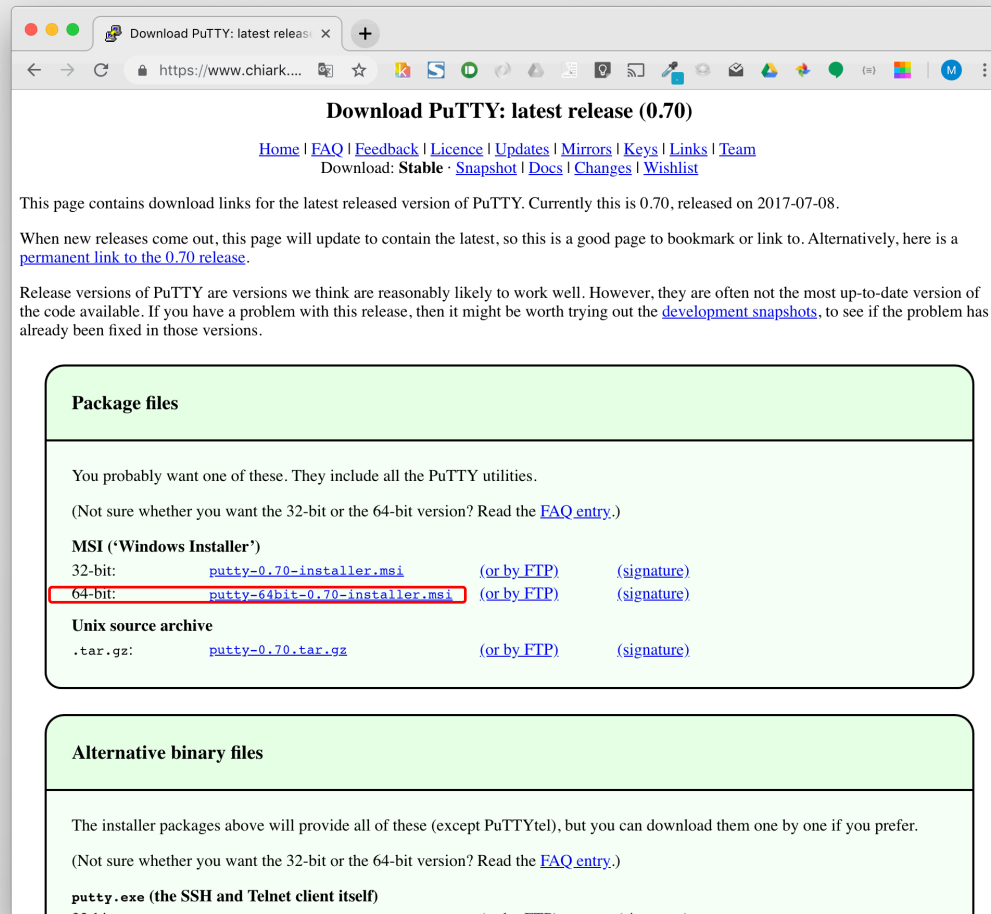 Download PuTTY: latest releas
https://www.chiark....
M
Download PuTTY: latest release (0.70)
Home | FAQ | Feedback | Licence | Updates | Mirrors | Keys | Links | Team
Download: Stable · Snapshot | Docs | Changes | Wishlist
This page contains download links for the latest released version of PuTTY. Currently this is 0.70, released on 2017-07-08.
When new releases come out, this page will update to contain the latest, so this is a good page to bookmark or link to. Alternatively, here is a
permanent link to the 0.70 release.
Release versions of PuTTY are versions we think are reasonably likely to work well. However, they are often not the most up-to-date version of
the code available. If you have a problem with this release, then it might be worth trying out the development snapshots, to see if the problem has
already been fixed in those versions.
Package files
You probably want one of these. They include all the PuTTY utilities.
(Not sure whether you want the 32-bit or the 64-bit version? Read the FAQ entry.)
MSI (‘Windows Installer’)
32-bit: putty-0.70-installer.msi (or by FTP) (signature)
64-bit: putty-64bit-0.70-installer.msi (or by FTP) (signature)
Unix source archive
.tar.gz: putty-0.70.tar.gz (or by FTP) (signature)
Alternative binary files
The installer packages above will provide all of these (except PuTTYtel), but you can download them one by one if you prefer.
(Not sure whether you want the 32-bit or the 64-bit version? Read the FAQ entry.)
putty.exe (the SSH and Telnet client itself)